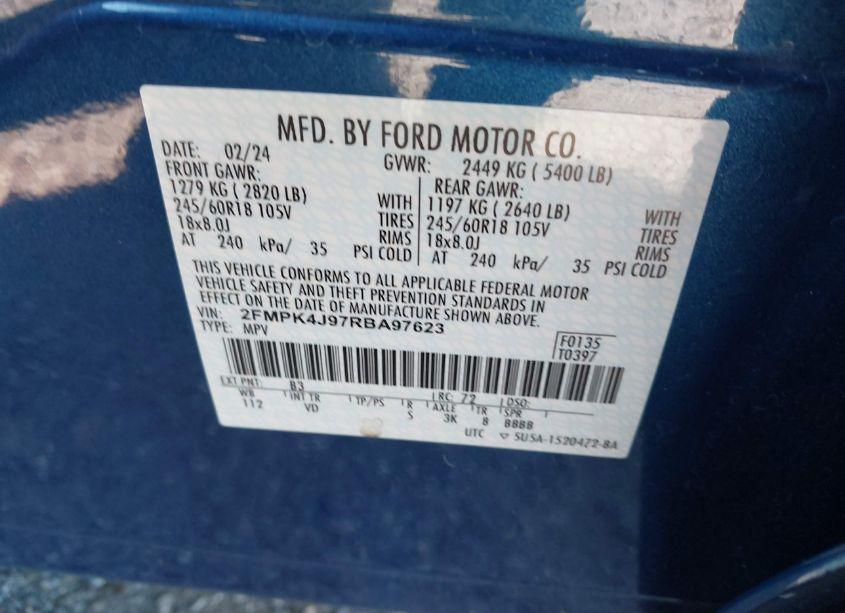 MFD. BY FORD MOTOR CO.
DATE: 02/24 GVWR: 2449 KG ( 5400 LB)
FRONT GAWR: REAR GAWR:
1279 KG ( 2820 LB) WITH 1197 KG ( 2640 LB) WITH
245/60R18 105V TIRES 245/60R18 105V TIRES
18x8.0J RIMS 18x8.0J RIMS
AT 240 kPa/ 35 PSI COLD AT 240 kPa/ 35 PSI COLD
THIS VEHICLE CONFORMS TO ALL APPLICABLE FEDERAL MOTOR
VEHICLE SAFETY AND THEFT PREVENTION STANDARDS IN
EFFECT ON THE DATE OF MANUFACTURE SHOWN ABOVE.
VIN: 2FMPK4J97RBA97623
TYPE: MPV
F0135
T0397
EXT PNT: B3 RC: 72 DSO:
WB INT TR TP/PS R AXLE TR SPR
112 VD S 3K 8 BBBB
UTC ▽ 5U5A-1520472-BA